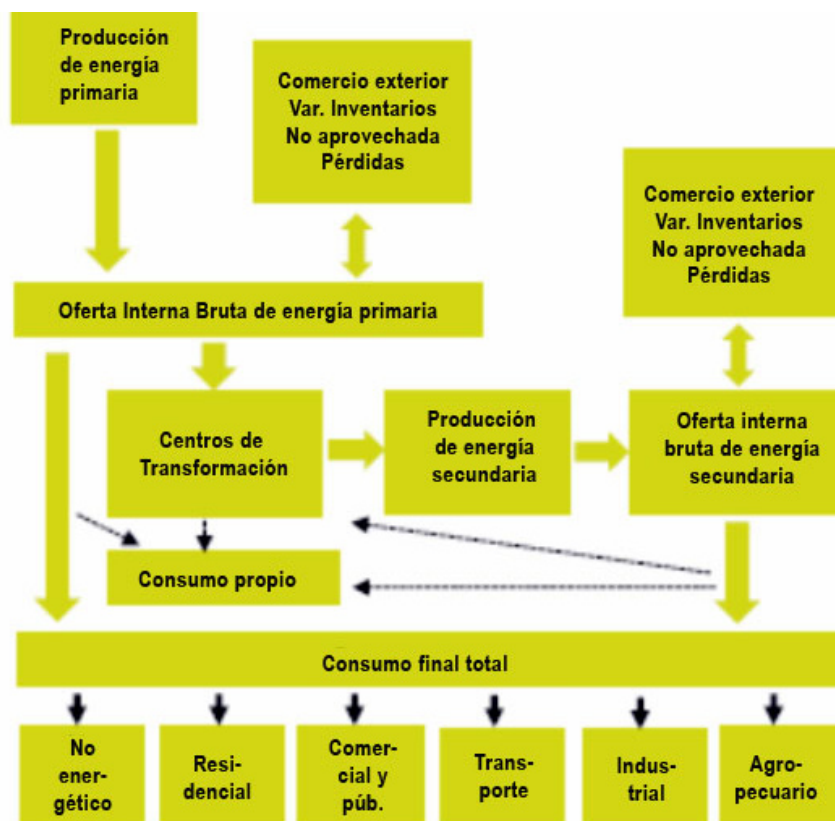 Producción
de energía
primaria
Comercio exterior
Var. Inventarios
No aprovechada
Pérdidas
Comercio exterior
Var. Inventarios
No aprovechada
Pérdidas
Oferta Interna Bruta de energía primaria
Centros de
Transformación
Producción
de energía
secundaria
Oferta interna
bruta de energía
secundaria
Consumo propio
Consumo final total
No
ener-
gético
Resi-
dencial
Comer-
cial y
púb.
Trans-
porte
Indus-
trial
Agro-
pecuario